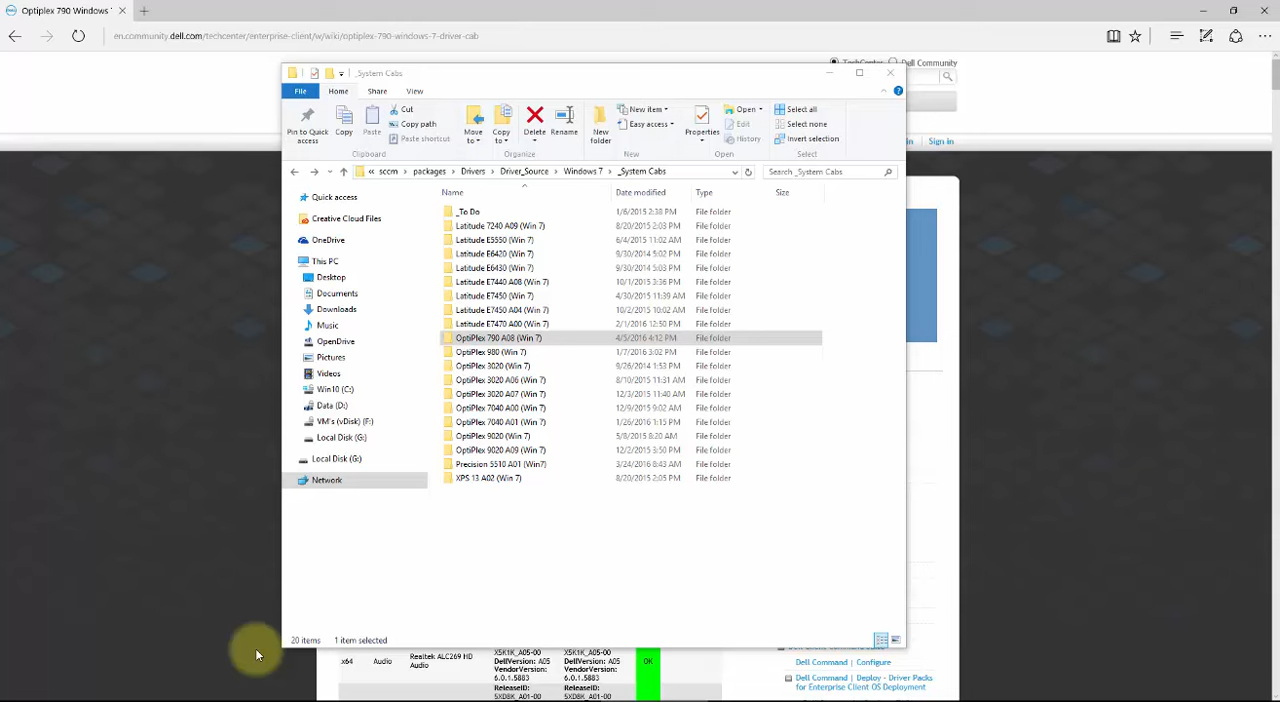 Optiplex 790 Windows
en.community.dell.com/techcenter/enterprise-client/w/wiki/optiplex-790-windows-7-driver-cab
TechCenter Dell Community
_System Cabs
File Home Share View
Pin to Quick access
Copy
Paste
Cut
Copy path
Paste shortcut
Clipboard
Move to
Copy to
Delete
Rename
Organize
New folder
New item
Easy access
New
Properties
Open
Edit
History
Open
Select all
Select none
Invert selection
Select
in Sign in
« sccm › packages › Drivers › Driver_Source › Windows 7 › _System Cabs
Search _System Cabs
Name Date modified Type Size
Quick access
Creative Cloud Files
OneDrive
This PC
Desktop
Documents
Downloads
Music
OpenDrive
Pictures
Videos
Win10 (C:)
Data (D:)
VM's (vDisk) (F:)
Local Disk (G:)
Local Disk (G:)
Network
_To Do 1/6/2015 2:38 PM File folder
Latitude 7240 A09 (Win 7) 8/20/2015 2:03 PM File folder
Latitude E5550 (Win 7) 6/4/2015 11:02 AM File folder
Latitude E6420 (Win 7) 9/30/2014 5:02 PM File folder
Latitude E6430 (Win 7) 9/30/2014 5:03 PM File folder
Latitude E7440 A08 (Win 7) 10/1/2015 3:36 PM File folder
Latitude E7450 (Win 7) 4/30/2015 11:39 AM File folder
Latitude E7450 A04 (Win 7) 10/2/2015 10:02 AM File folder
Latitude E7470 A00 (Win 7) 2/1/2016 12:50 PM File folder
OptiPlex 790 A08 (Win 7) 4/5/2016 4:12 PM File folder
OptiPlex 980 (Win 7) 1/7/2016 3:02 PM File folder
OptiPlex 3020 (Win 7) 9/26/2014 1:53 PM File folder
OptiPlex 3020 A06 (Win 7) 8/10/2015 11:31 AM File folder
OptiPlex 3020 A07 (Win 7) 12/3/2015 11:40 AM File folder
OptiPlex 7040 A00 (Win 7) 12/9/2015 9:02 AM File folder
OptiPlex 7040 A01 (Win 7) 1/26/2016 1:15 PM File folder
OptiPlex 9020 (Win 7) 5/8/2015 8:20 AM File folder
OptiPlex 9020 A09 (Win 7) 12/2/2015 3:50 PM File folder
Precision 5510 A01 (Win7) 3/24/2016 8:43 AM File folder
XPS 13 A02 (Win 7) 8/20/2015 2:05 PM File folder
20 items 1 item selected
x64 Audio Realtek ALC269 HD Audio
X5K1K_A05-00
DellVersion: A05
VendorVersion:
6.0.1.5883
ReleaseID:
5XD8K_A01-00
X5K1K_A05-00
DellVersion: A05
VendorVersion:
6.0.1.5883
ReleaseID:
5XD8K_A01-00
OK
Dell Command | Configure
Dell Command | Deploy - Driver Packs
for Enterprise Client OS Deployment